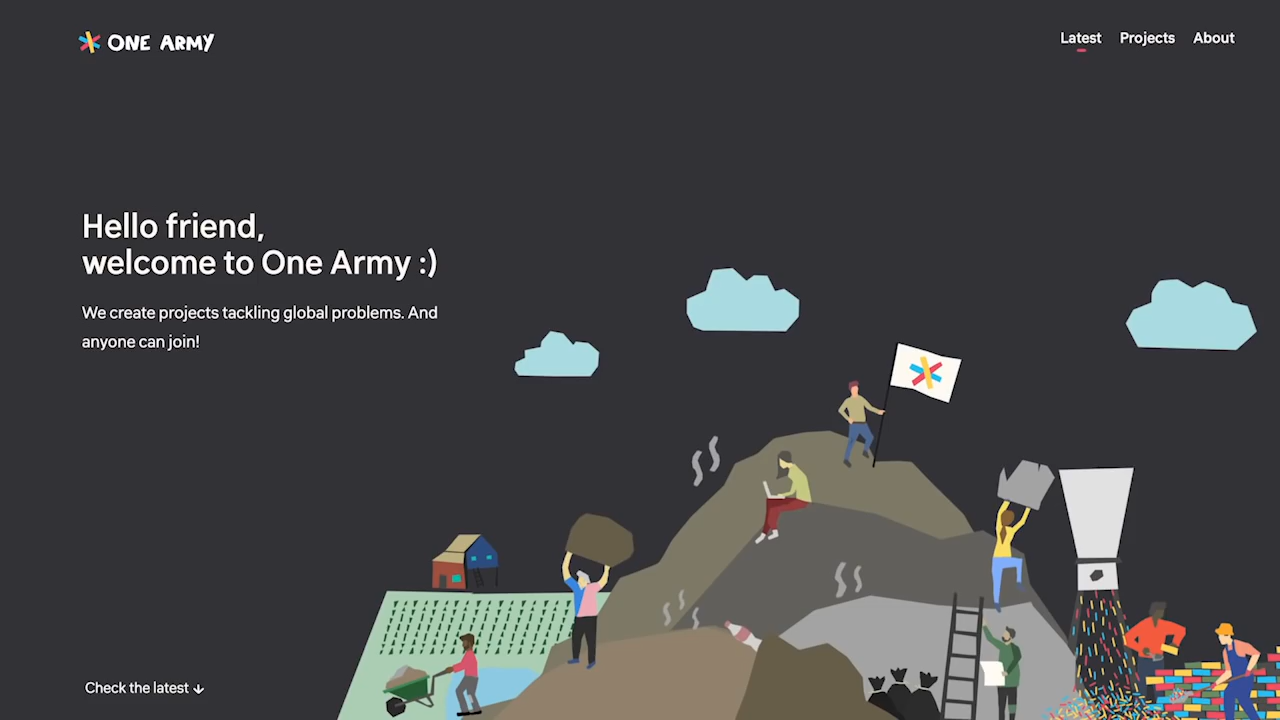 ONE ARMY
Latest
Projects
About
Hello friend,
welcome to One Army :)
We create projects tackling global problems. And
anyone can join!
Check the latest